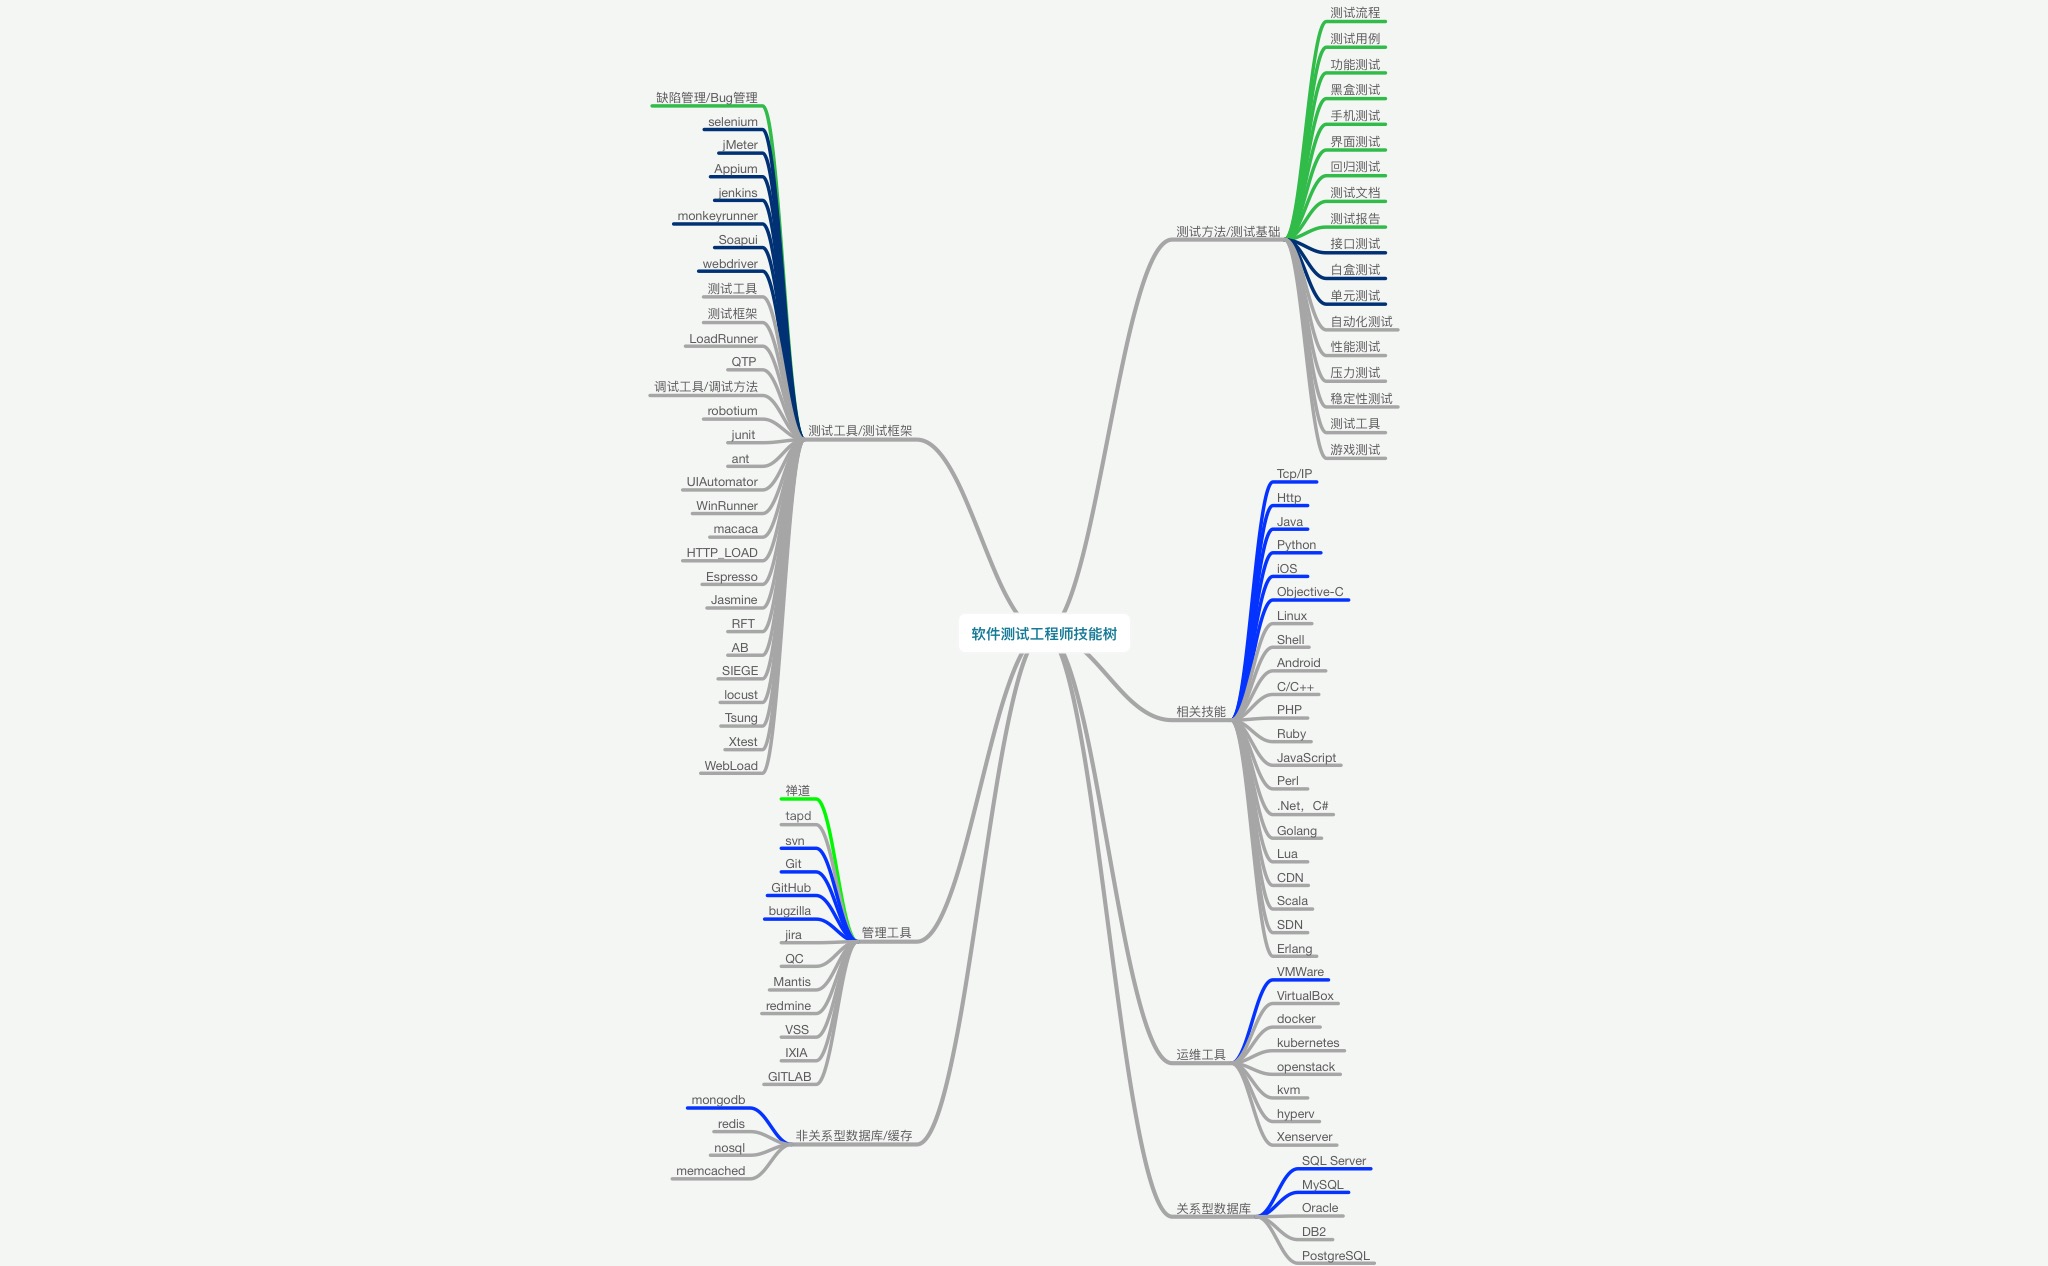 软件测试工程师技能树
测试方法/测试基础
测试流程
测试用例
功能测试
黑盒测试
手机测试
界面测试
回归测试
测试文档
测试报告
接口测试
白盒测试
单元测试
自动化测试
性能测试
压力测试
稳定性测试
测试工具
游戏测试
相关技能
Tcp/IP
Http
Java
Python
iOS
Objective-C
Linux
Shell
Android
C/C++
PHP
Ruby
JavaScript
Perl
.Net，C#
Golang
Lua
CDN
Scala
SDN
Erlang
运维工具
VMWare
VirtualBox
docker
kubernetes
openstack
kvm
hyperv
Xenserver
关系型数据库
SQL Server
MySQL
Oracle
DB2
PostgreSQL
测试工具/测试框架
缺陷管理/Bug管理
selenium
jMeter
Appium
jenkins
monkeyrunner
Soapui
webdriver
测试工具
测试框架
LoadRunner
QTP
调试工具/调试方法
robotium
junit
ant
UIAutomator
WinRunner
macaca
HTTP_LOAD
Espresso
Jasmine
RFT
AB
SIEGE
locust
Tsung
Xtest
WebLoad
管理工具
禅道
tapd
svn
Git
GitHub
bugzilla
jira
QC
Mantis
redmine
VSS
IXIA
GITLAB
非关系型数据库/缓存
mongodb
redis
nosql
memcached